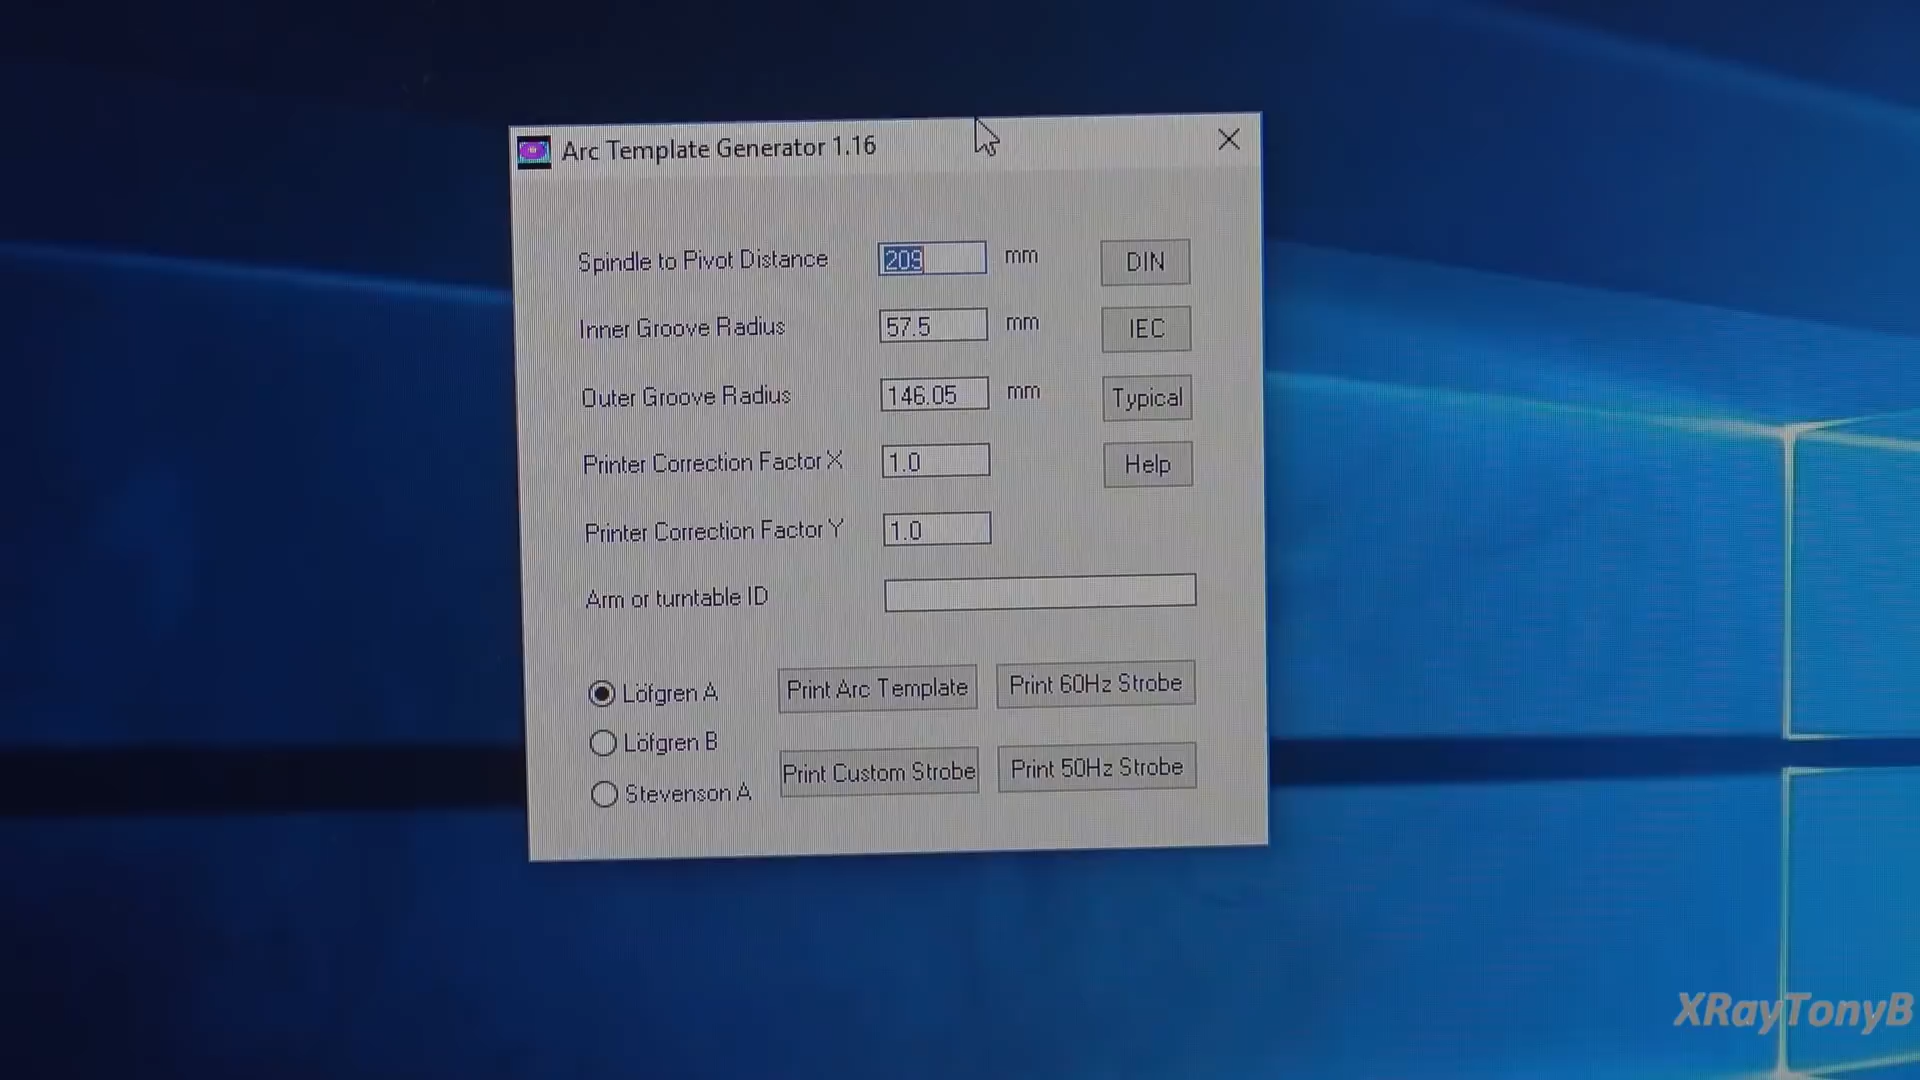 Arc Template Generator 1.16
Spindle to Pivot Distance 209 mm DIN
Inner Groove Radius 57.5 mm IEC
Outer Groove Radius 146.05 mm Typical
Printer Correction Factor X 1.0 Help
Printer Correction Factor Y 1.0
Arm or turntable ID
Löfgren A Print Arc Template Print 60Hz Strobe
Löfgren B
Print Custom Strobe Print 50Hz Strobe
Stevenson A
XRayTonyB